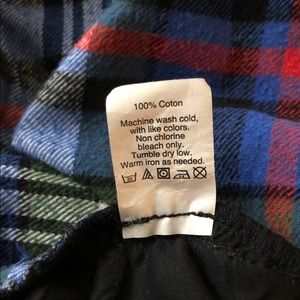 100% Coton
Machine wash cold,
with like colors.
Non chlorine
bleach only.
Tumble dry low.
Warm iron as needed.